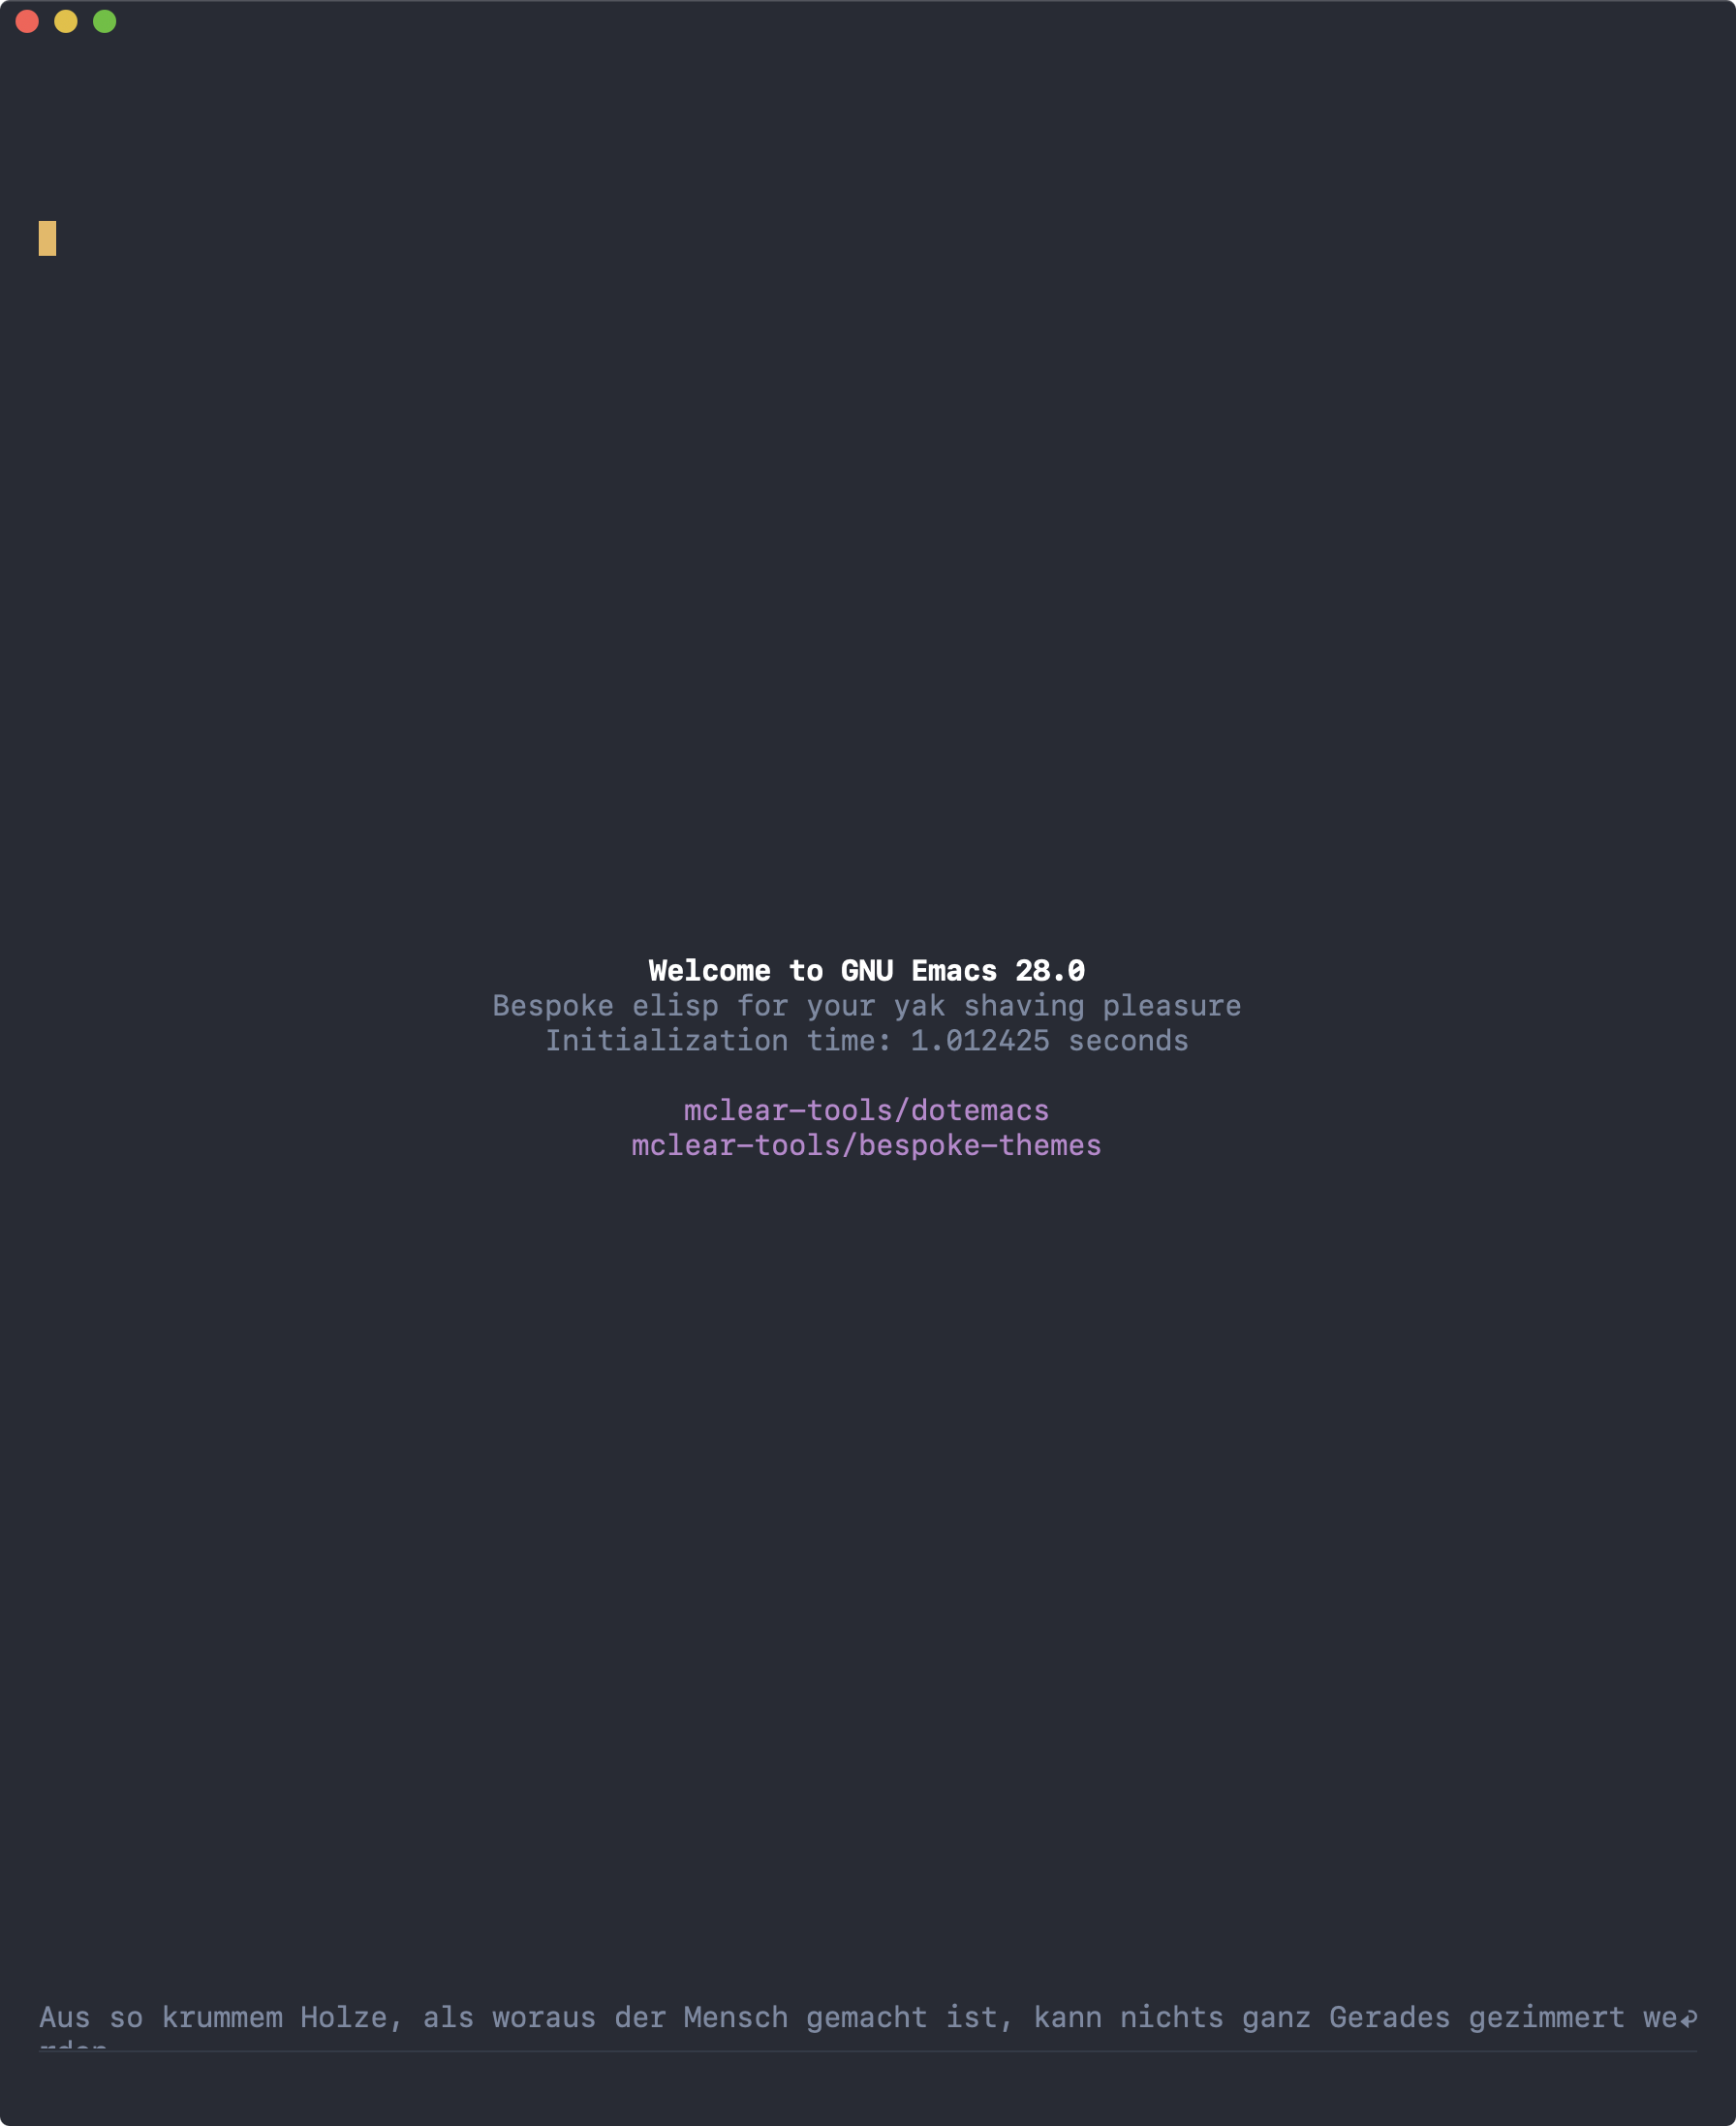 Welcome to GNU Emacs 28.0
Bespoke elisp for your yak shaving pleasure
Initialization time: 1.012425 seconds
mclear-tools/dotemacs
mclear-tools/bespoke-themes
Aus so krummem Holze, als woraus der Mensch gemacht ist, kann nichts ganz Gerades gezimmert we
rden